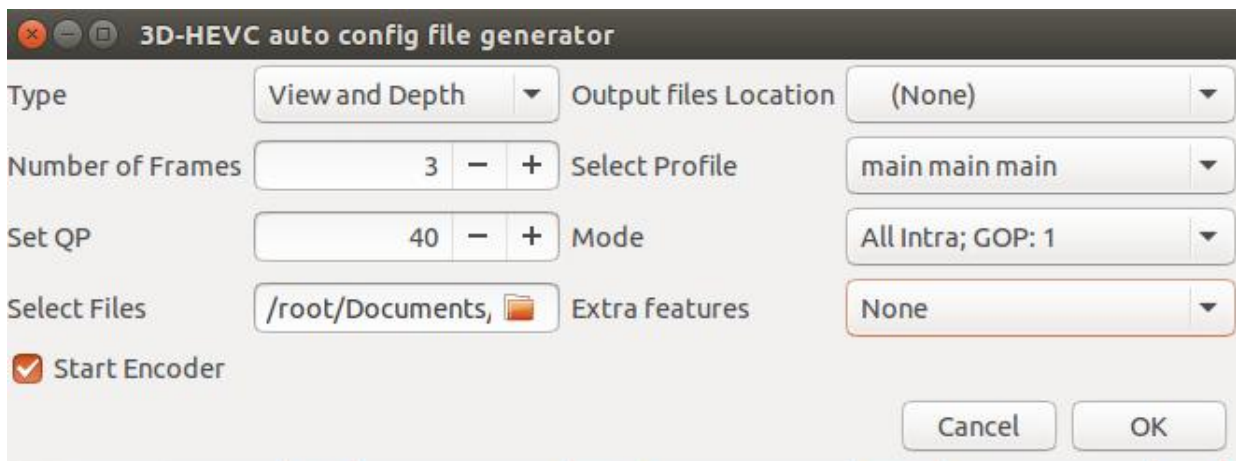 3D-HEVC auto config file generator
Type View and Depth Output files Location (None)
Number of Frames 3 − + Select Profile main main main
Set QP 40 − + Mode All Intra; GOP: 1
Select Files /root/Documents, Extra features None
Start Encoder
Cancel OK